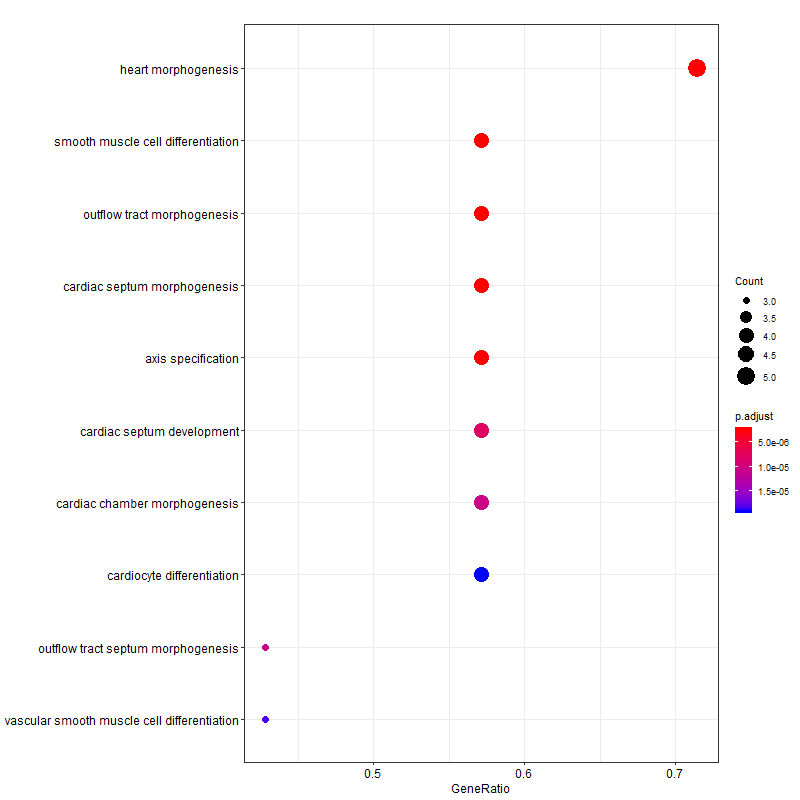 heart morphogenesis
smooth muscle cell differentiation
outflow tract morphogenesis
cardiac septum morphogenesis
axis specification
cardiac septum development
cardiac chamber morphogenesis
cardiocyte differentiation
outflow tract septum morphogenesis
vascular smooth muscle cell differentiation
0.5
0.6
0.7
GeneRatio
Count
3.0
3.5
4.0
4.5
5.0
p.adjust
5.0e-06
1.0e-05
1.5e-05